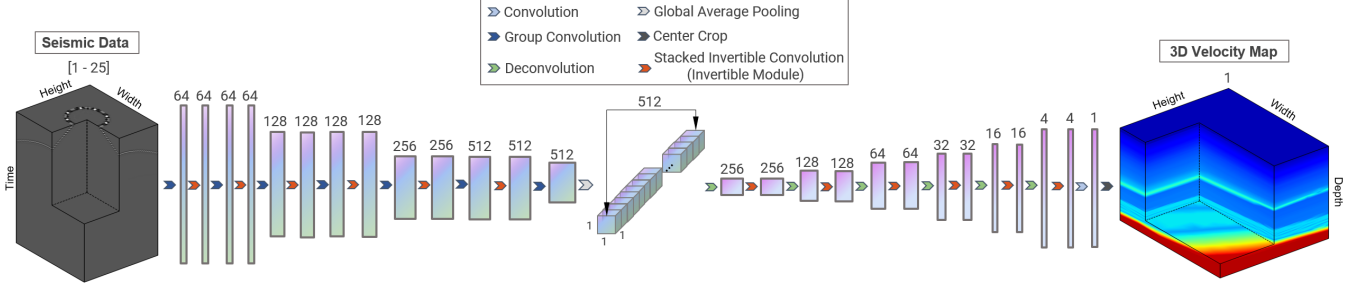 Convolution
Global Average Pooling
Group Convolution
Center Crop
Deconvolution
Stacked Invertible Convolution
(Invertible Module)
Seismic Data
[1 - 25]
Height
Width
Time
64 64 64 64
128 128 128 128
256 256 512 512
512
512
1
1
1
256 256
128 128
64 64
32 32
16 16
4 4 1
3D Velocity Map
1
Height
Width
Depth